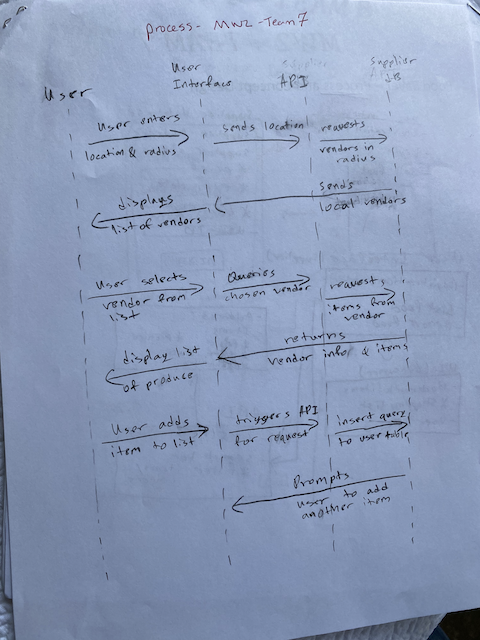 process - MW2 - Team 7
User
User
Interface
API
Supplier
DB
User enters
location & radius
sends location
requests
vendors in
radius
sends
local vendors
displays
list of vendors
User selects
vendor from
list
Queries
chosen vendor
requests
items from
vendor
returns
vendor info & items
display list
of produce
User adds
item to list
triggers API
for request
insert query
to user table
Prompts
user to add
another item